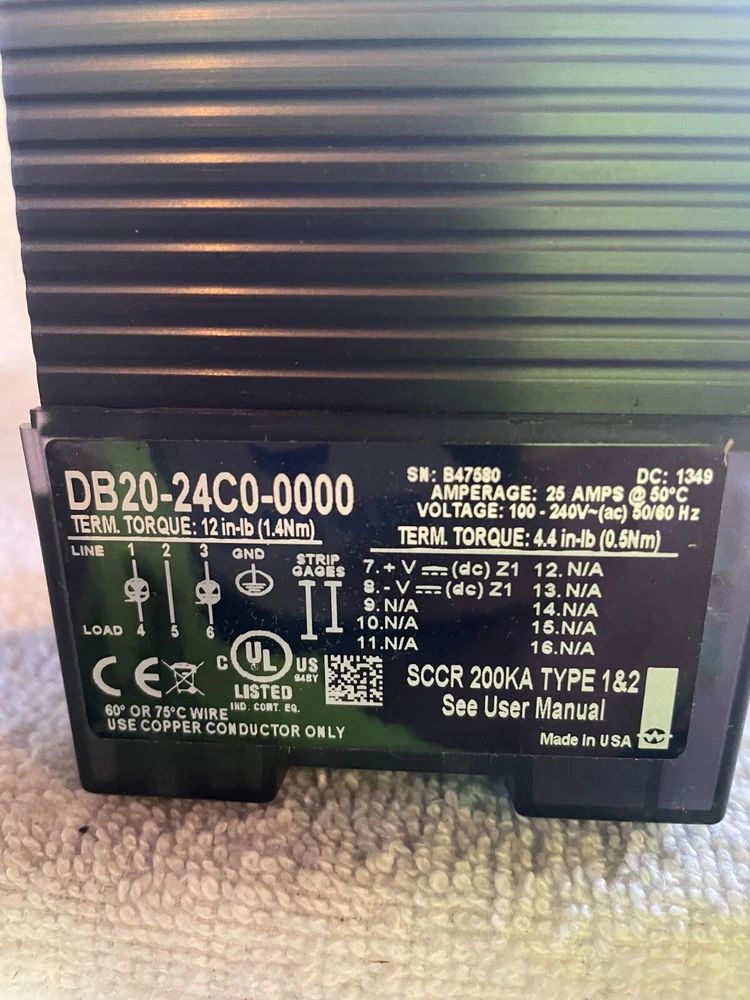 DB20-24C0-0000
TERM. TORQUE: 12 in-lb (1.4Nm)
SN: B47580 DC: 1349
AMPERAGE: 25 AMPS @ 50°C
VOLTAGE: 100 - 240V~(ac) 50/60 Hz
TERM. TORQUE: 4.4 in-lb (0.5Nm)
LINE 1 2 3 GND
LOAD 4 5 6
STRIP
GAGES
7. + V ⎓ (dc) Z1 12. N/A
8. - V ⎓ (dc) Z1 13. N/A
9. N/A 14. N/A
10. N/A 15. N/A
11. N/A 16. N/A
CE
C UL US
LISTED
94BY
IND. CONT. EQ.
60° OR 75°C WIRE
USE COPPER CONDUCTOR ONLY
SCCR 200KA TYPE 1&2
See User Manual
Made in USA